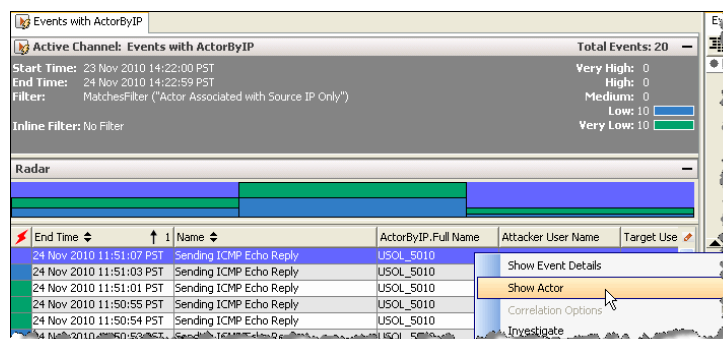 Events with ActorByIP
Active Channel: Events with ActorByIP
Total Events: 20
Start Time: 23 Nov 2010 14:22:00 PST
Very High: 0
End Time: 24 Nov 2010 14:22:59 PST
High: 0
Filter: MatchesFilter ("Actor Associated with Source IP Only")
Medium: 0
Low: 10
Inline Filter: No Filter
Very Low: 10
Radar
End Time 1 Name ActorByIP.Full Name Attacker User Name Target Use
24 Nov 2010 11:51:07 PST Sending ICMP Echo Reply USOL_5010
24 Nov 2010 11:51:03 PST Sending ICMP Echo Reply USOL_5010
24 Nov 2010 11:51:01 PST Sending ICMP Echo Reply USOL_5010
24 Nov 2010 11:50:55 PST Sending ICMP Echo Reply USOL_5010
24 Nov 2010 11:50:54 PST Sending ICMP Echo Reply USOL_5010
Show Event Details
Show Actor
Correlation Options
Investigate